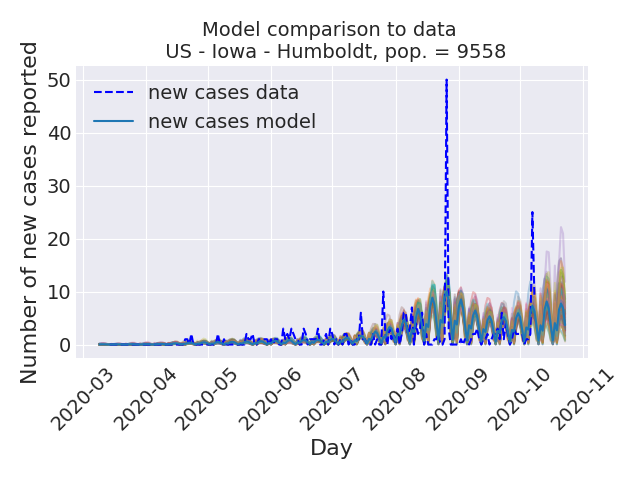 Model comparison to data
US - Iowa - Humboldt, pop. = 9558
Number of new cases reported
50
40
30
20
10
0
new cases data
new cases model
2020-03
2020-04
2020-05
2020-06
2020-07
2020-08
2020-09
2020-10
2020-11
Day